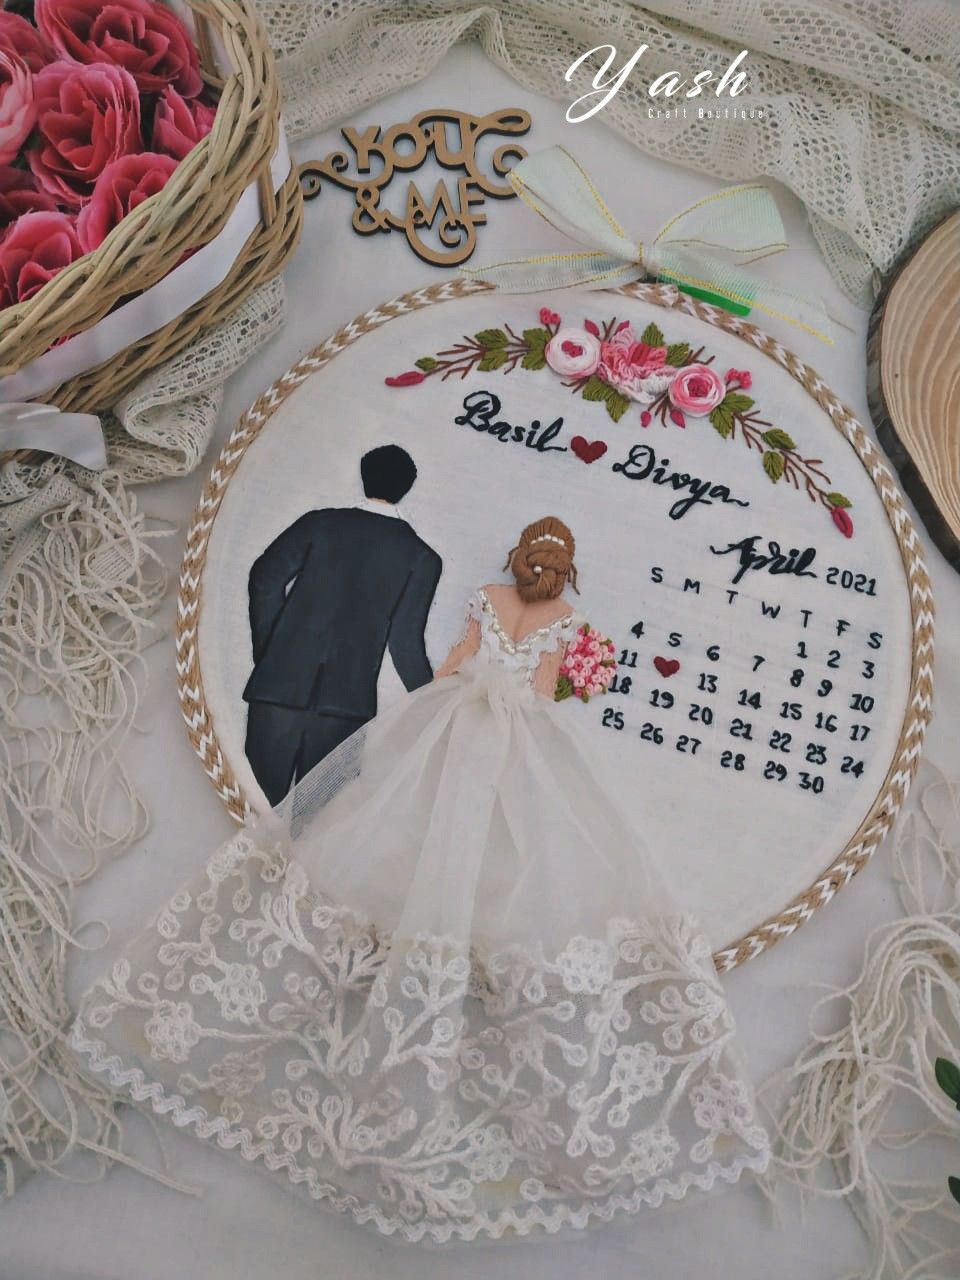 Yash
Craft Boutique
YOU
& ME
Basil Divya
April 2021
S M T W T F S
1 2 3
4 5 6 7 8 9 10
11 13 14 15 16 17
18 19 20 21 22 23 24
25 26 27 28 29 30